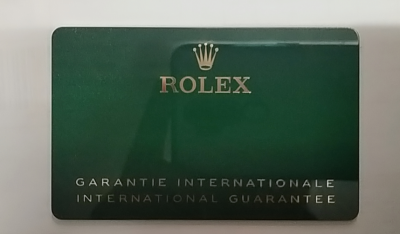 ROLEX
GARANTIE INTERNATIONALE
INTERNATIONAL GUARANTEE